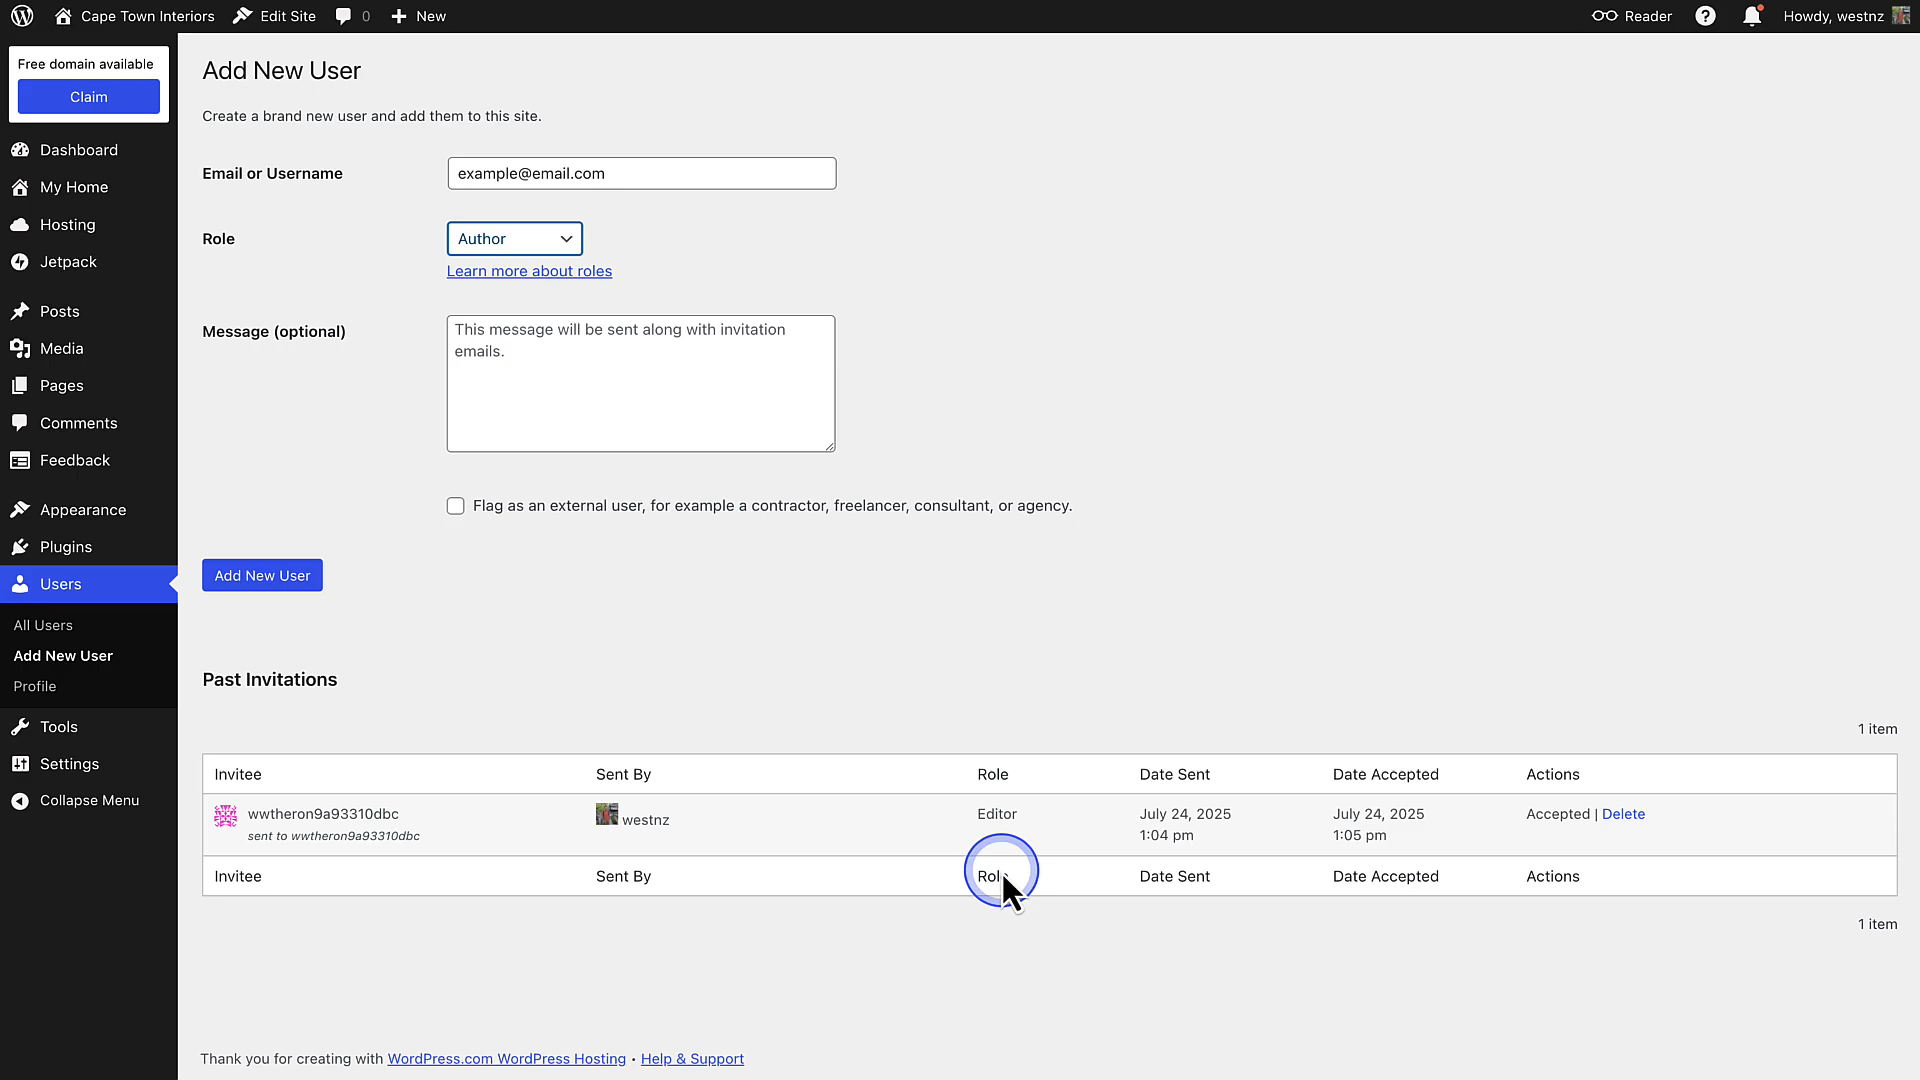 Cape Town Interiors
Edit Site
0
New
Reader
Howdy, westnz
Free domain available
Claim
Dashboard
My Home
Hosting
Jetpack
Posts
Media
Pages
Comments
Feedback
Appearance
Plugins
Users
All Users
Add New User
Profile
Tools
Settings
Collapse Menu
Add New User
Create a brand new user and add them to this site.
Email or Username
example@email.com
Role
Author
Learn more about roles
Message (optional)
This message will be sent along with invitation
emails.
Flag as an external user, for example a contractor, freelancer, consultant, or agency.
Add New User
Past Invitations
1 item
Invitee Sent By Role Date Sent Date Accepted Actions
wwtheron9a93310dbc westnz Editor July 24, 2025 July 24, 2025 Accepted | Delete
sent to wwtheron9a93310dbc 1:04 pm 1:05 pm
Invitee Sent By Role Date Sent Date Accepted Actions
1 item
Thank you for creating with WordPress.com WordPress Hosting • Help & Support